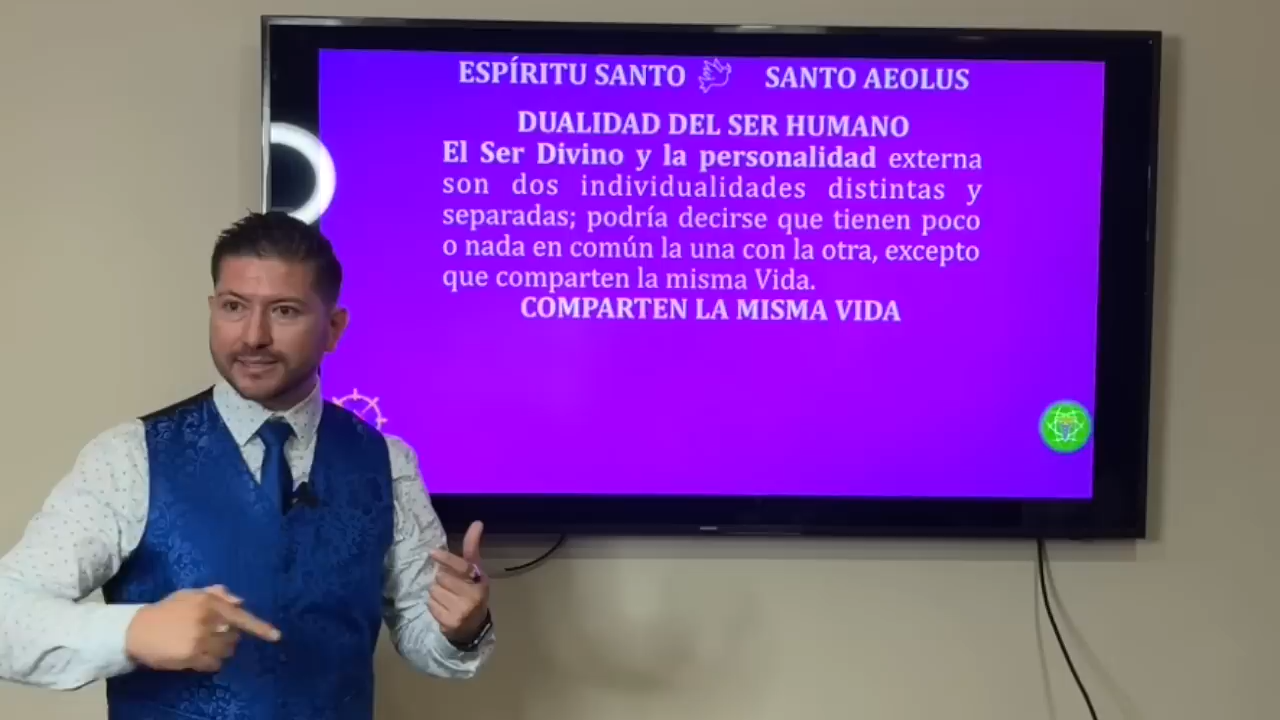 ESPÍRITU SANTO SANTO AEOLUS
DUALIDAD DEL SER HUMANO
El Ser Divino y la personalidad externa
son dos individualidades distintas y
separadas; podría decirse que tienen poco
o nada en común la una con la otra, excepto
que comparten la misma Vida.
COMPARTEN LA MISMA VIDA